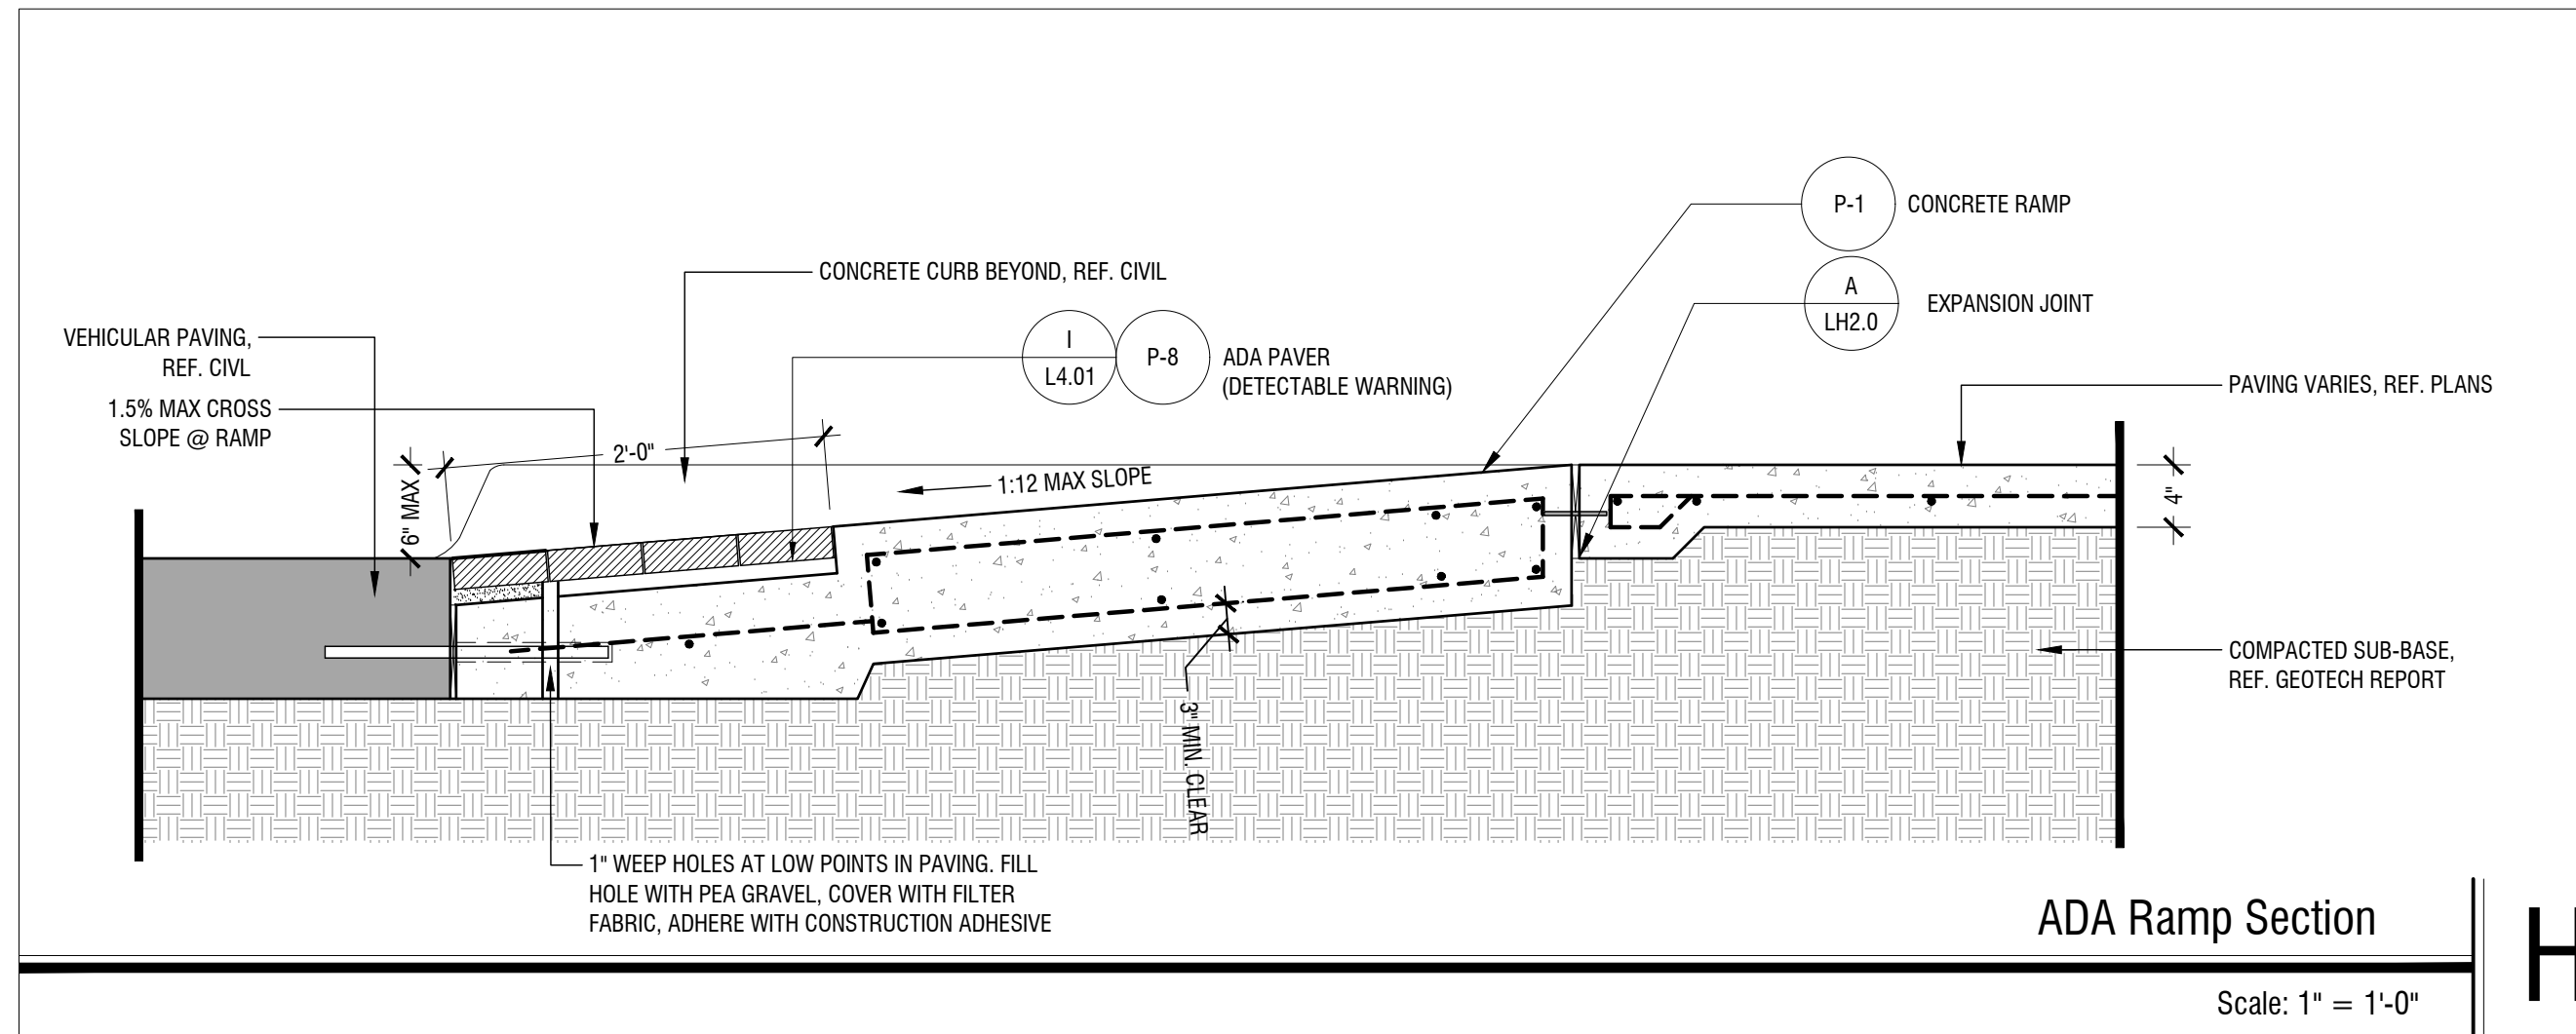 P-1
CONCRETE RAMP
A
LH2.0
EXPANSION JOINT
CONCRETE CURB BEYOND, REF. CIVIL
VEHICULAR PAVING,
REF. CIVL
I
L4.01
P-8
ADA PAVER
(DETECTABLE WARNING)
PAVING VARIES, REF. PLANS
1.5% MAX CROSS
SLOPE @ RAMP
2'-0"
6" MAX
1:12 MAX SLOPE
4"
COMPACTED SUB-BASE,
REF. GEOTECH REPORT
3" MIN. CLEAR
1" WEEP HOLES AT LOW POINTS IN PAVING. FILL
HOLE WITH PEA GRAVEL, COVER WITH FILTER
FABRIC, ADHERE WITH CONSTRUCTION ADHESIVE
ADA Ramp Section
H
Scale: 1" = 1'-0"